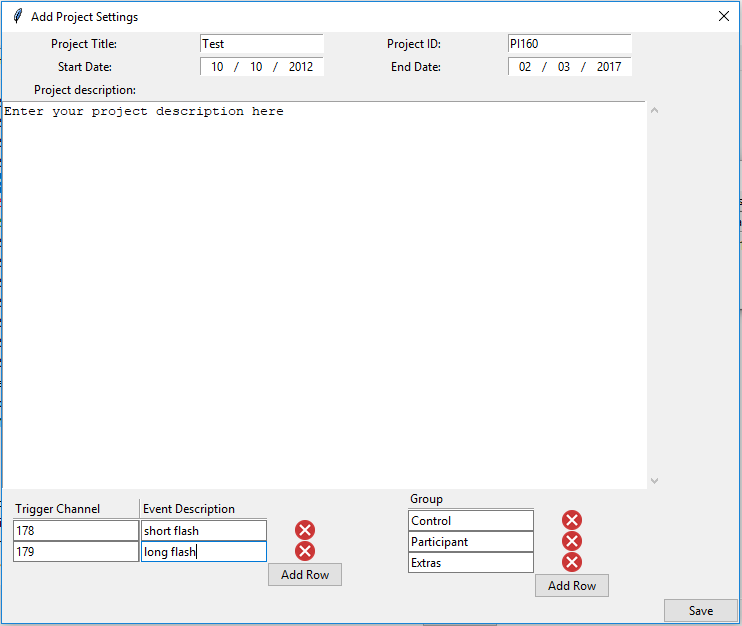 Add Project Settings
Project Title: Test Project ID: PI160
Start Date: 10 / 10 / 2012 End Date: 02 / 03 / 2017
Project description:
Enter your project description here
Trigger Channel Event Description
178 short flash
179 long flash
Add Row
Group
Control
Participant
Extras
Add Row
Save